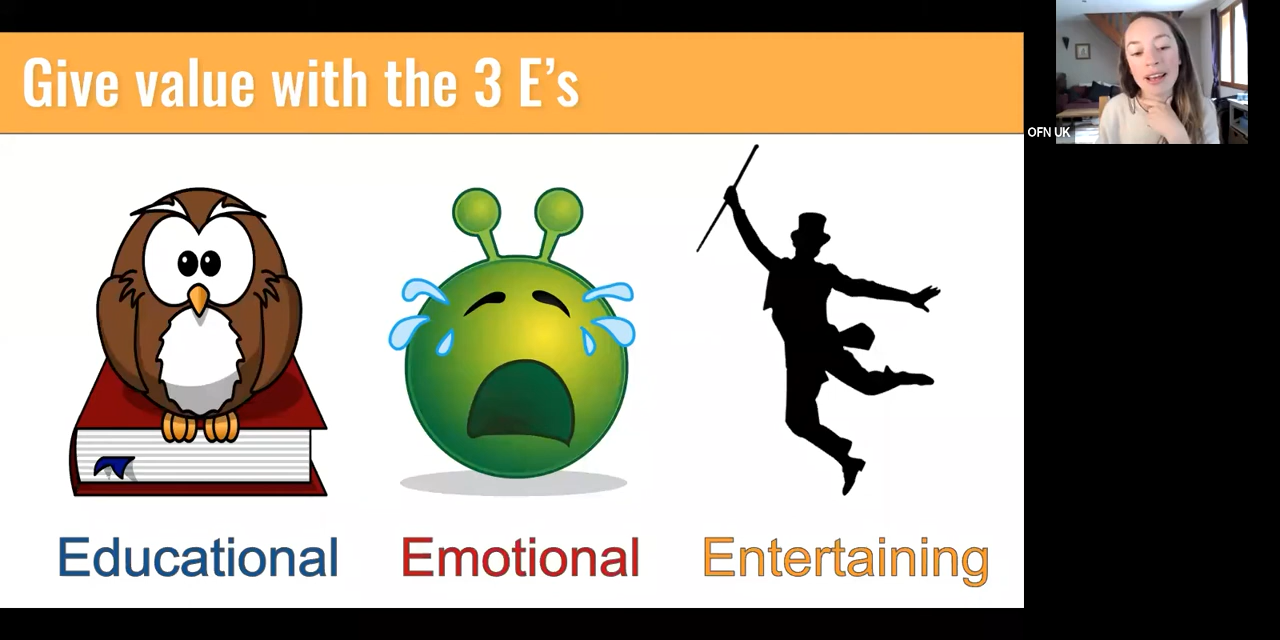 Give value with the 3 E’s
OFN UK
Educational
Emotional
Entertaining